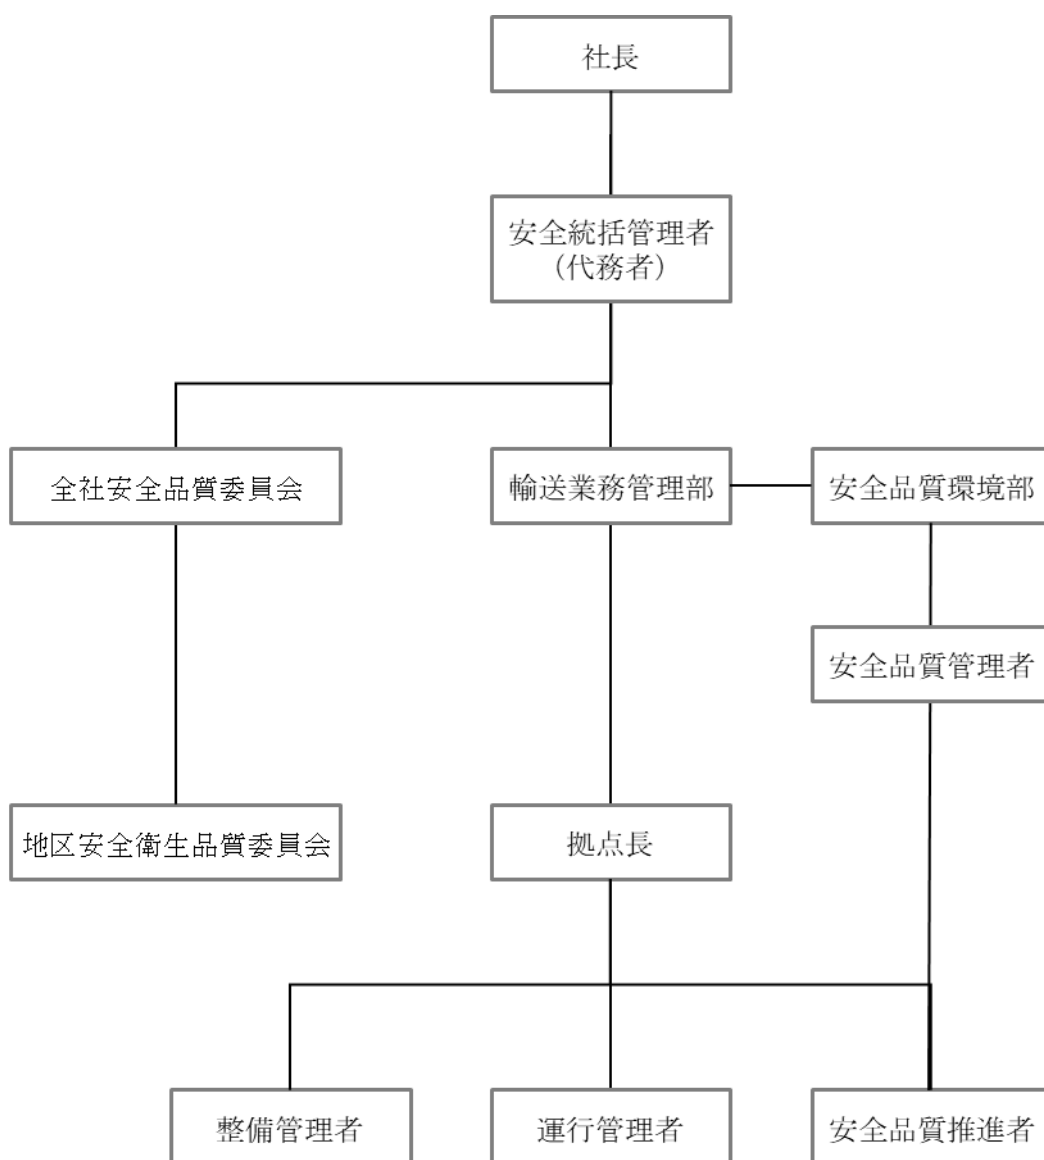 社長
安全統括管理者
（代務者）
全社安全品質委員会
輸送業務管理部
安全品質環境部
安全品質管理者
地区安全衛生品質委員会
拠点長
整備管理者
運行管理者
安全品質推進者